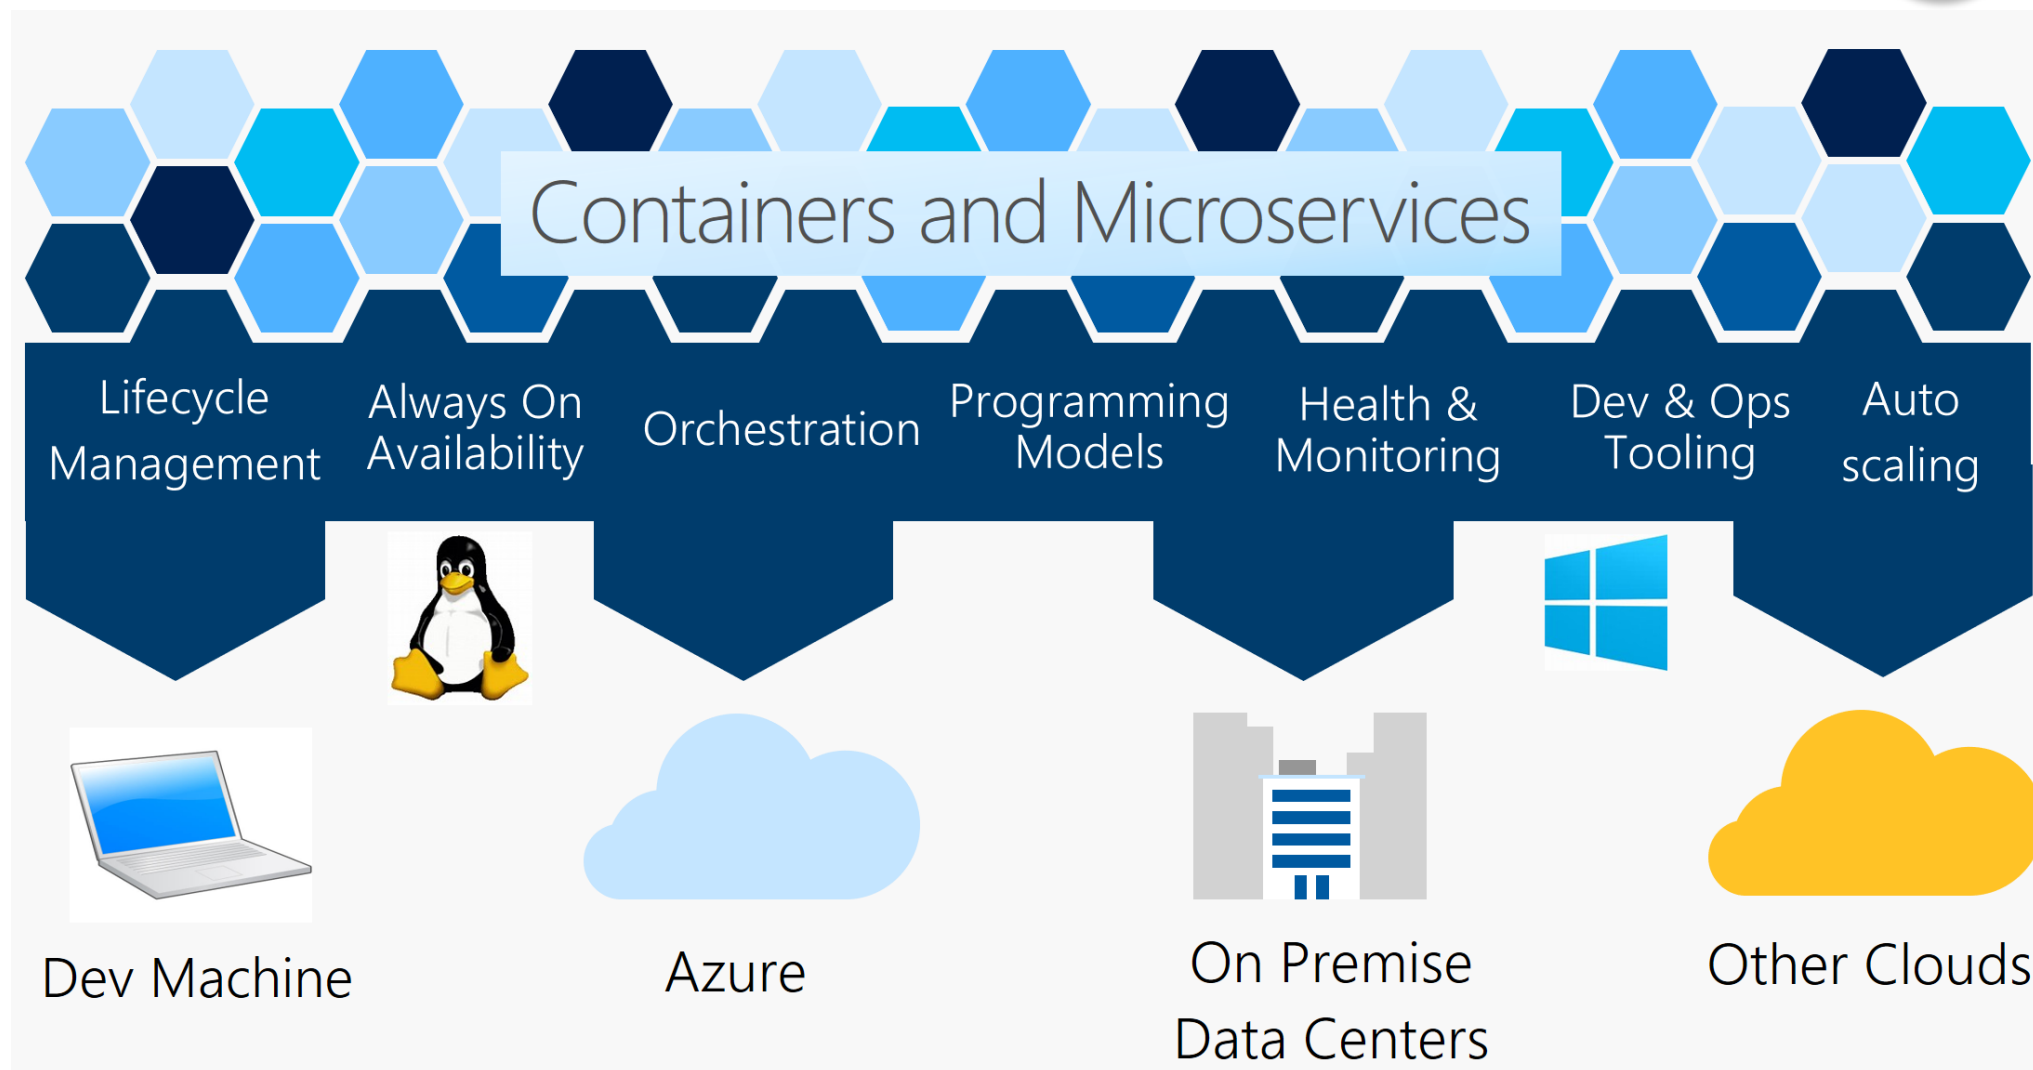 Containers and Microservices
Lifecycle
Management
Always On
Availability
Orchestration
Programming
Models
Health &
Monitoring
Dev & Ops
Tooling
Auto
scaling
Dev Machine
Azure
On Premise
Data Centers
Other Clouds